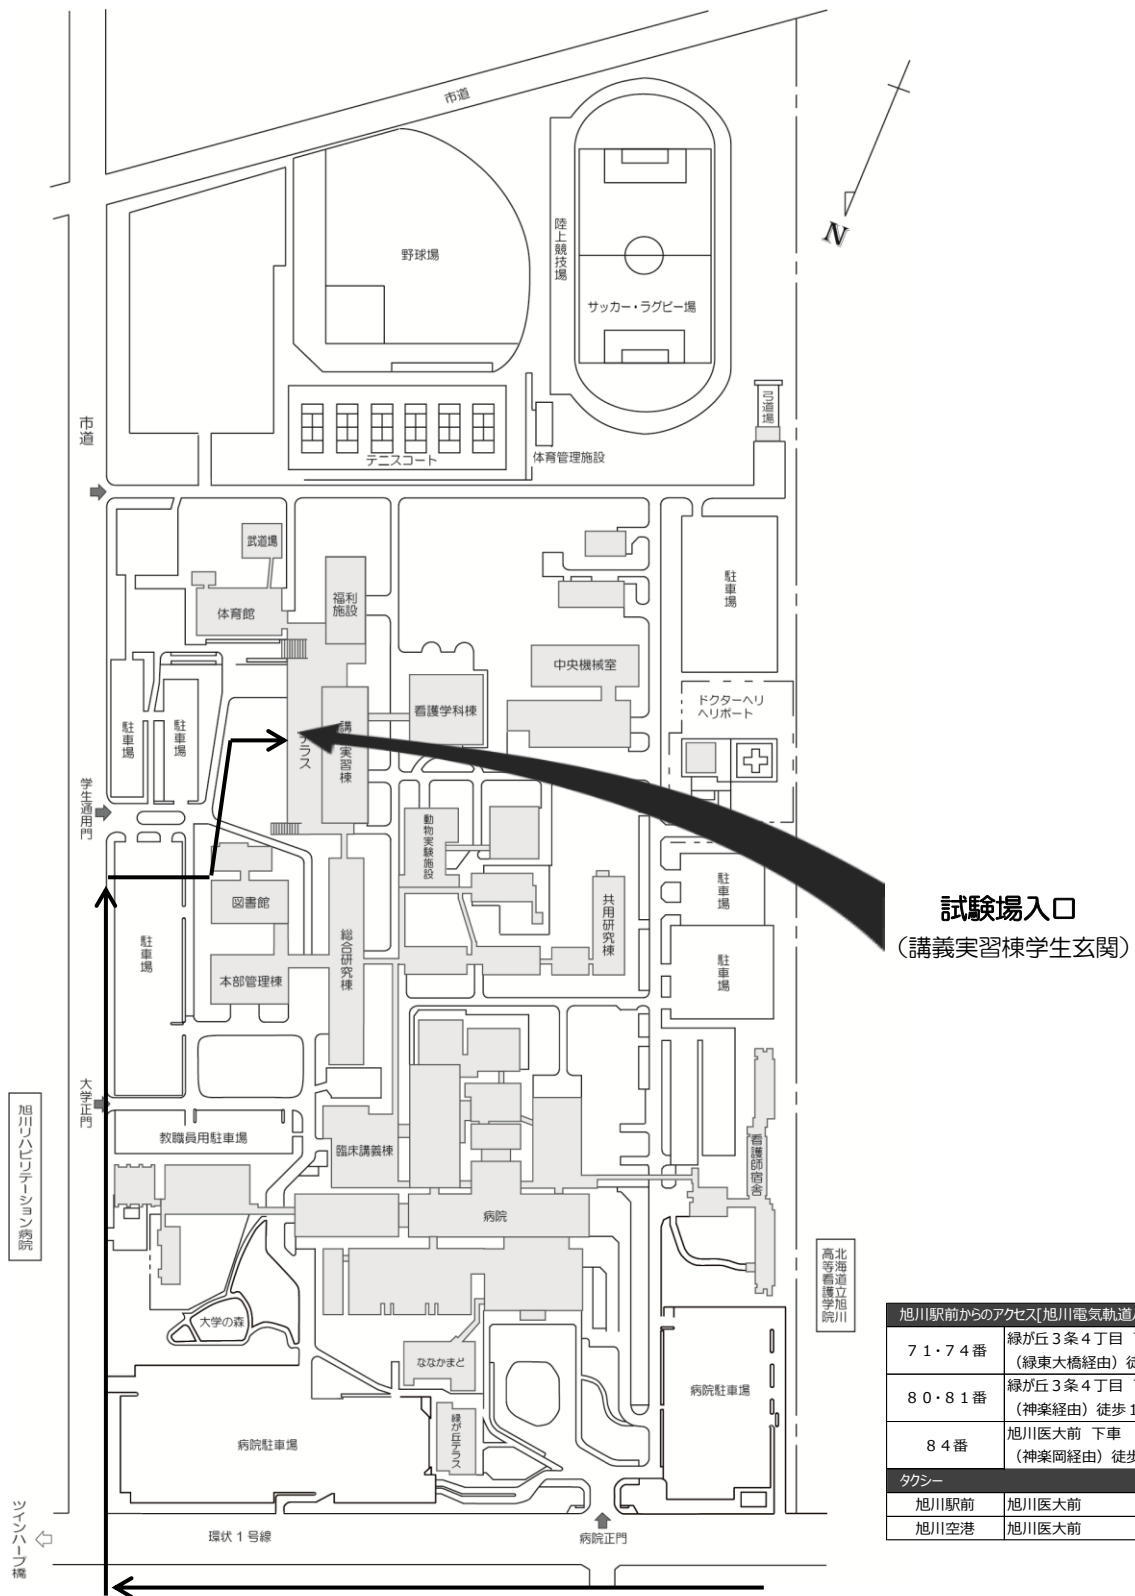 市道
野球場
陸上競技場
サッカー・ラグビー場
N
弓道場
市道
テニスコート
体育管理施設
武道場
福利
施設
体育館
駐車場
中央機械室
看護学科棟
ドクターヘリ
ヘリポート
駐車場
駐車場
講
実習棟
テラス
学生通用門
動物実験施設
図書館
共用研究棟
駐車場
試験場入口
(講義実習棟学生玄関)
駐車場
総合研究棟
本部管理棟
駐車場
大学正門
教職員用駐車場
臨床講義棟
看護師宿舎
旭川リハビリテーション病院
病院
北海道立旭川
高等看護学院
大学の森
ななかまど
病院駐車場
緑が丘テラス
病院駐車場
旭川駅前からのアクセス[旭川電気軌道
71・74番
緑が丘3条4丁目
(緑東大橋経由)徒
80・81番
緑が丘3条4丁目
(神楽経由)徒歩1
84番
旭川医大前 下車
(神楽岡経由)徒歩
タクシー
旭川駅前 旭川医大前
旭川空港 旭川医大前
ツインハープ橋
環状1号線
病院正門